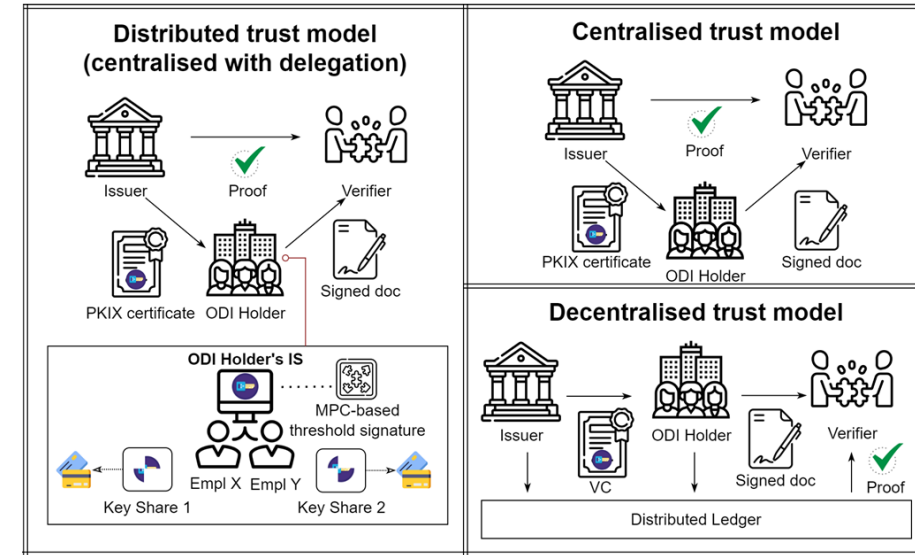 Distributed trust model
(centralised with delegation)
Issuer
Proof
Verifier
PKIX certificate
ODI Holder
Signed doc
ODI Holder's IS
MPC-based
threshold signature
Empl X
Empl Y
Key Share 1
Key Share 2
Centralised trust model
Issuer
Proof
Verifier
PKIX certificate
ODI Holder
Signed doc
Decentralised trust model
Issuer
ODI Holder
Verifier
VC
Signed doc
Proof
Distributed Ledger